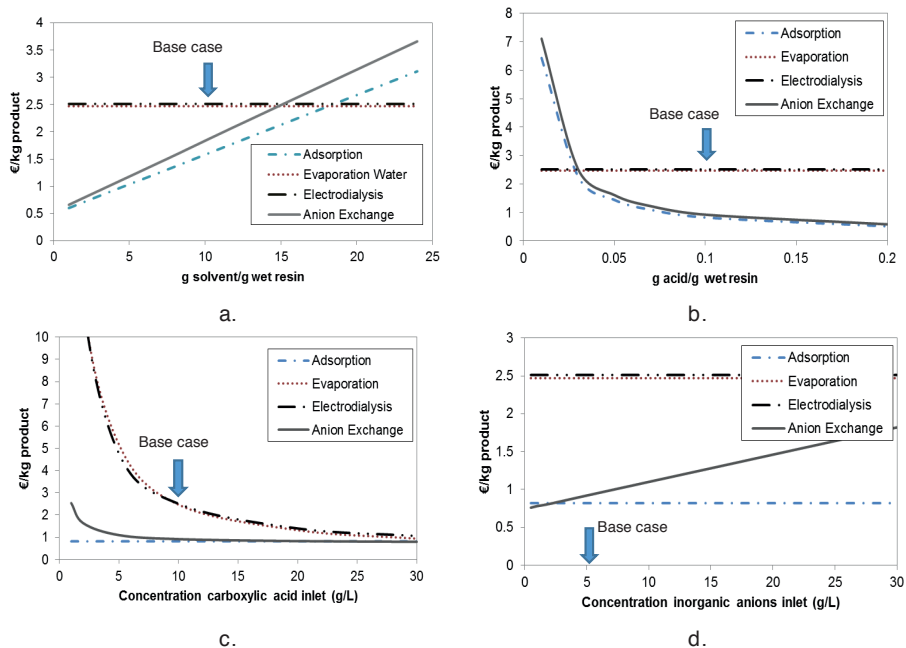 €/kg product
4
3.5
3
2.5
2
1.5
1
0.5
0
0
5
10
15
20
25
g solvent/g wet resin
Base case
Adsorption
Evaporation Water
Electrodialysis
Anion Exchange
a.
€/kg product
8
7
6
5
4
3
2
1
0
0
0.05
0.1
0.15
0.2
g acid/g wet resin
Base case
Adsorption
Evaporation
Electrodialysis
Anion Exchange
b.
€/kg product
10
9
8
7
6
5
4
3
2
1
0
0
5
10
15
20
25
30
Concentration carboxylic acid inlet (g/L)
Base case
Adsorption
Evaporation
Electrodialysis
Anion Exchange
c.
€/kg product
3
2.5
2
1.5
1
0.5
0
0
5
10
15
20
25
30
Concentration inorganic anions inlet (g/L)
Base case
Adsorption
Evaporation
Electrodialysis
Anion Exchange
d.